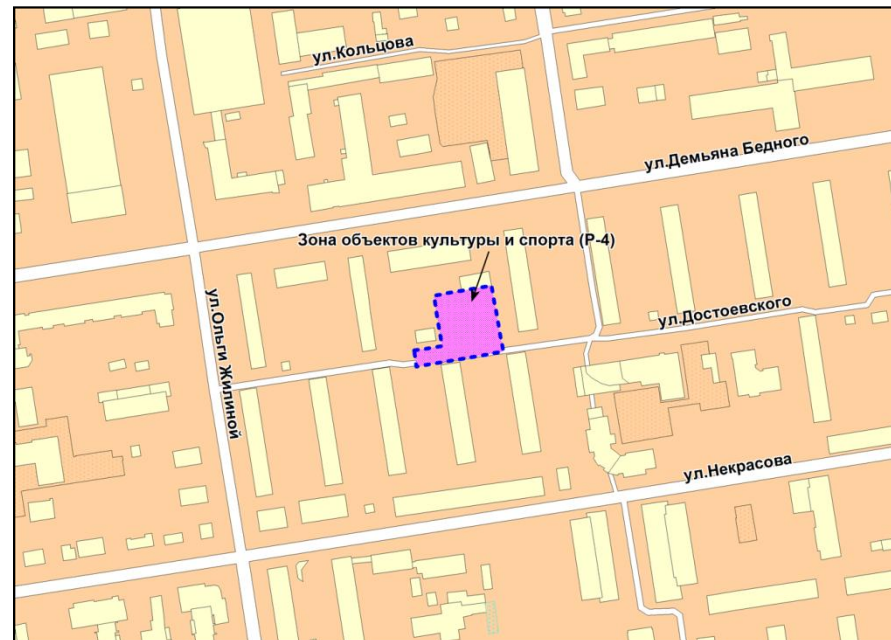 ул.Кольцова
ул.Демьяна Бедного
Зона объектов культуры и спорта (Р-4)
ул.Ольги Жилиной
ул.Достоевского
ул.Некрасова